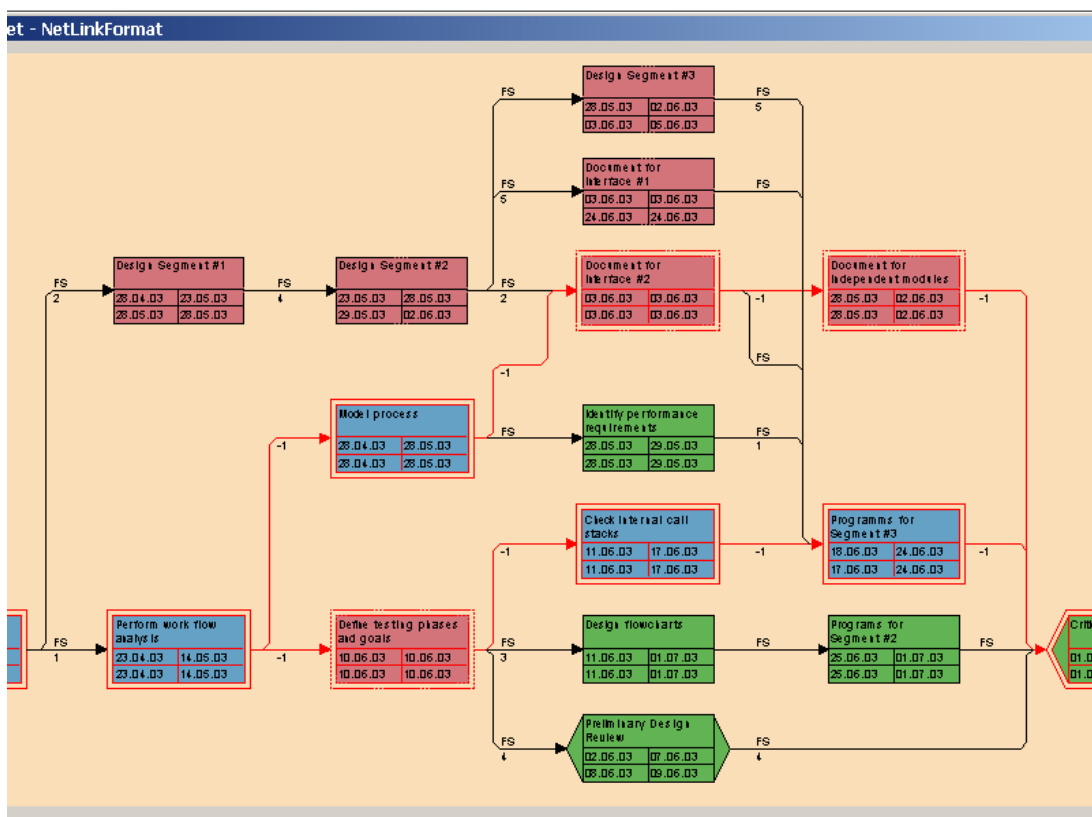 et - NetLinkFormat
Design Segment #3
28.05.03 02.06.03
03.06.03 05.06.03
FS
FS
5
Document for
Interface #1
03.06.03 03.06.03
24.06.03 24.06.03
FS
5
FS
Design Segment #1
28.04.03 23.05.03
28.05.03 28.05.03
FS
2
FS
4
Design Segment #2
23.05.03 28.05.03
29.05.03 02.06.03
FS
2
Document for
Interface #2
03.06.03 03.06.03
03.06.03 03.06.03
-1
Document for
Independent modules
28.05.03 02.06.03
28.05.03 02.06.03
-1
FS
-1
Model process
28.04.03 28.05.03
28.04.03 28.05.03
-1
FS
Identify performance
requirements
28.05.03 29.05.03
28.05.03 29.05.03
FS
1
Check Internal call
stacks
11.06.03 17.06.03
11.06.03 17.06.03
-1
-1
Programms for
Segment #3
18.06.03 24.06.03
17.06.03 24.06.03
-1
FS
1
Perform work flow
analysis
23.04.03 14.05.03
23.04.03 14.05.03
-1
Define testing phases
and goals
10.06.03 10.06.03
10.06.03 10.06.03
FS
3
Design flowcharts
11.06.03 01.07.03
11.06.03 01.07.03
FS
Programs for
Segment #2
25.06.03 01.07.03
25.06.03 01.07.03
FS
Criti
01.0
01.0
FS
4
Preliminary Design
Review
02.06.03 07.06.03
08.06.03 09.06.03
FS
4